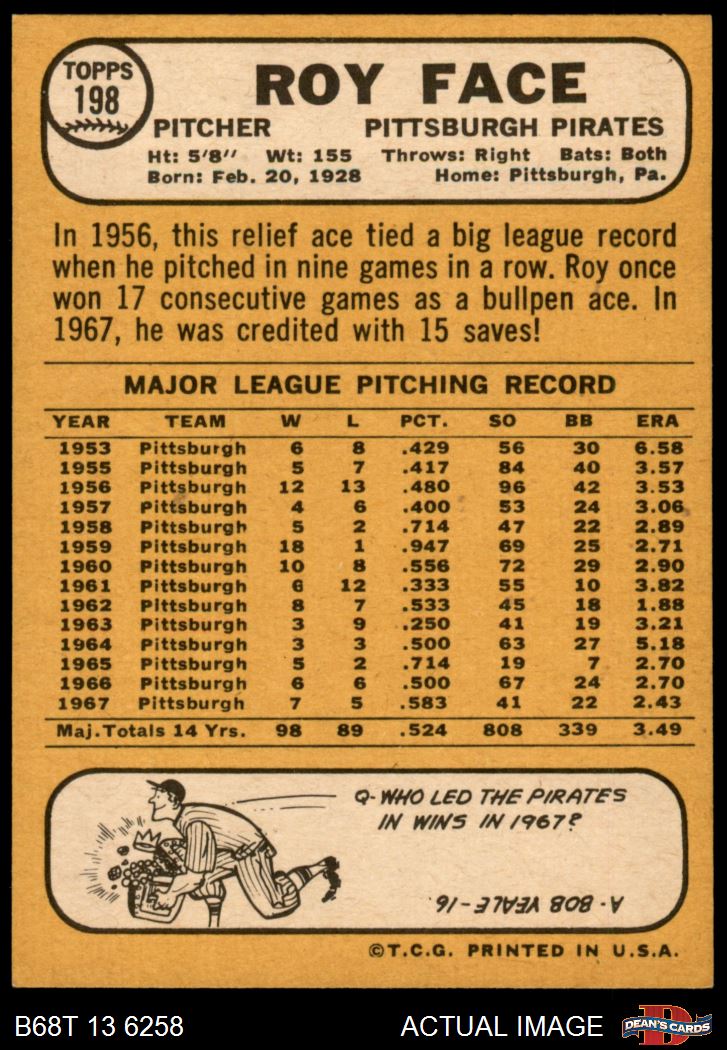 TOPPS
198
ROY FACE
PITCHER PITTSBURGH PIRATES
Ht: 5'8" Wt: 155 Throws: Right Bats: Both
Born: Feb. 20, 1928 Home: Pittsburgh, Pa.
In 1956, this relief ace tied a big league record
when he pitched in nine games in a row. Roy once
won 17 consecutive games as a bullpen ace. In
1967, he was credited with 15 saves!
MAJOR LEAGUE PITCHING RECORD
YEAR TEAM W L PCT. SO BB ERA
1953 Pittsburgh 6 8 .429 56 30 6.58
1955 Pittsburgh 5 7 .417 84 40 3.57
1956 Pittsburgh 12 13 .480 96 42 3.53
1957 Pittsburgh 4 6 .400 53 24 3.06
1958 Pittsburgh 5 2 .714 47 22 2.89
1959 Pittsburgh 18 1 .947 69 25 2.71
1960 Pittsburgh 10 8 .556 72 29 2.90
1961 Pittsburgh 6 12 .333 55 10 3.82
1962 Pittsburgh 8 7 .533 45 18 1.88
1963 Pittsburgh 3 9 .250 41 19 3.21
1964 Pittsburgh 3 3 .500 63 27 5.18
1965 Pittsburgh 5 2 .714 19 7 2.70
1966 Pittsburgh 6 6 .500 67 24 2.70
1967 Pittsburgh 7 5 .583 41 22 2.43
Maj. Totals 14 Yrs. 98 89 .524 808 339 3.49
Q-WHO LED THE PIRATES
IN WINS IN 1967?
A-BOB VEALE-16
©T.C.G. PRINTED IN U.S.A.
B68T 13 6258 ACTUAL IMAGE
D
DEAN'S CARDS